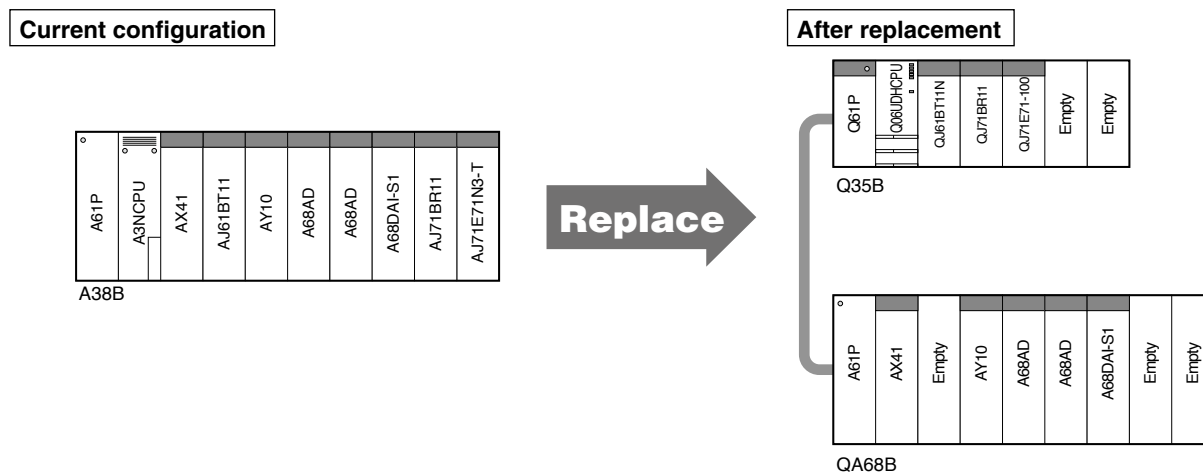 Current configuration
A61P
A3NCPU
AX41
AJ61BT11
AY10
A68AD
A68AD
A68DAI-S1
AJ71BR11
AJ71E71N3-T
A38B
Replace
After replacement
Q61P
Q06UDHCPU
QJ61BT11N
QJ71BR11
QJ71E71-100
Empty
Empty
Q35B
A61P
AX41
Empty
AY10
A68AD
A68AD
A68DAI-S1
Empty
Empty
QA68B